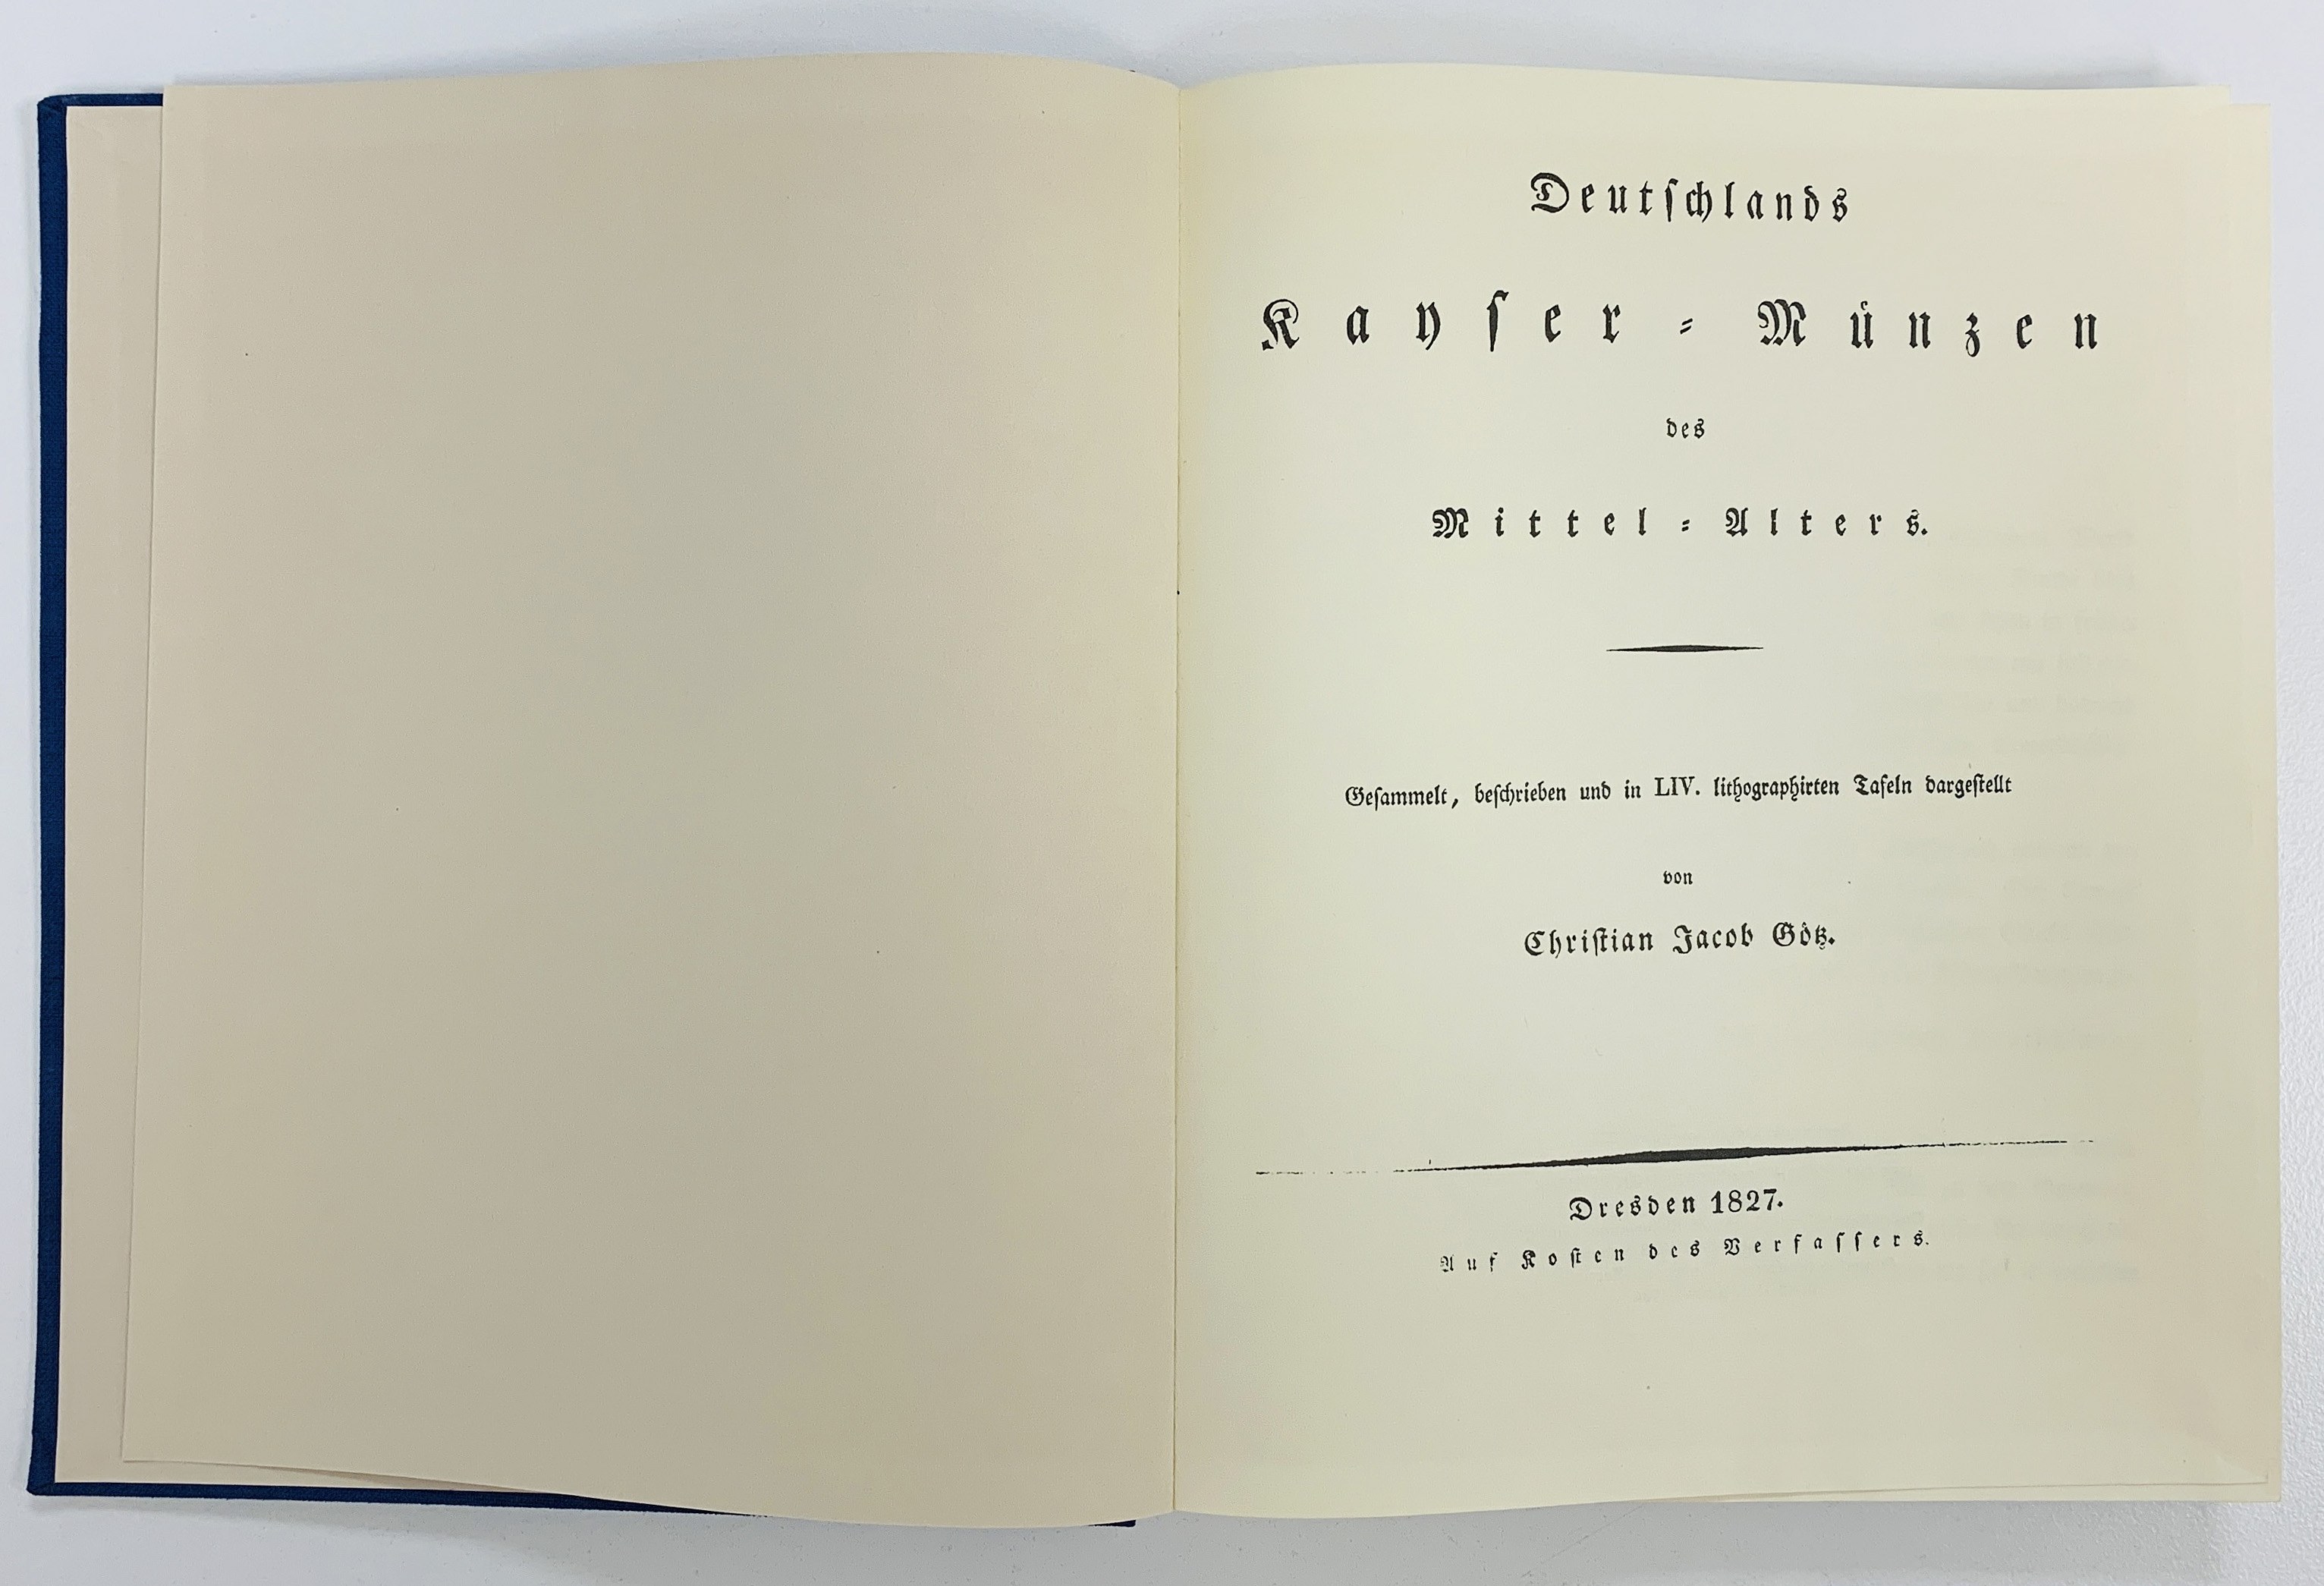 Deutſchlands
Kayſer-Münzen
des
Mittel-Alters.
Geſammelt, beſchrieben und in LIV. lithographirten Tafeln dargeſtellt
von
Chriſtian Jacob Götz.
Dresden 1827.
Auf Koſten des Verfaſſers.